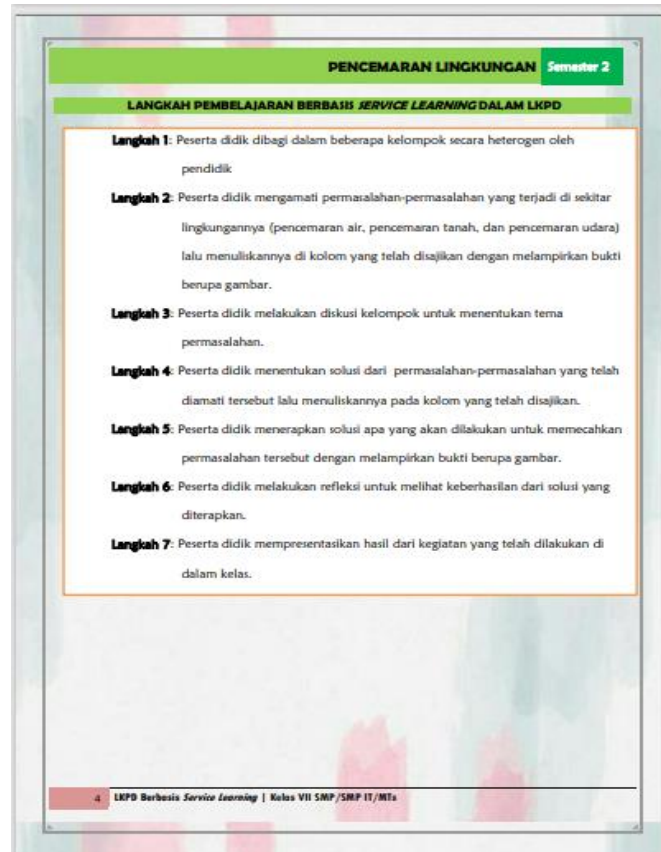 PENCEMARAN LINGKUNGAN Semester 2
LANGKAH PEMBELAJARAN BERBASIS SERVICE LEARNING DALAM LKPD
Langkah 1: Peserta didik dibagi dalam beberapa kelompok secara heterogen oleh
pendidik
Langkah 2: Peserta didik mengamati permasalahan-permasalahan yang terjadi di sekitar
lingkungannya (pencemaran air, pencemaran tanah, dan pencemaran udara)
lalu menuliskannya di kolom yang telah disajikan dengan melampirkan bukti
berupa gambar.
Langkah 3: Peserta didik melakukan diskusi kelompok untuk menentukan tema
permasalahan.
Langkah 4: Peserta didik menentukan solusi dari permasalahan-permasalahan yang telah
diamati tersebut lalu menuliskannya pada kolom yang telah disajikan.
Langkah 5: Peserta didik menerapkan solusi apa yang akan dilakukan untuk memecahkan
permasalahan tersebut dengan melampirkan bukti berupa gambar.
Langkah 6: Peserta didik melakukan refleksi untuk melihat keberhasilan dari solusi yang
diterapkan.
Langkah 7: Peserta didik mempresentasikan hasil dari kegiatan yang telah dilakukan di
dalam kelas.
4 LKPD Berbasis Service Learning | Kelas VII SMP/SMP IT/MTs